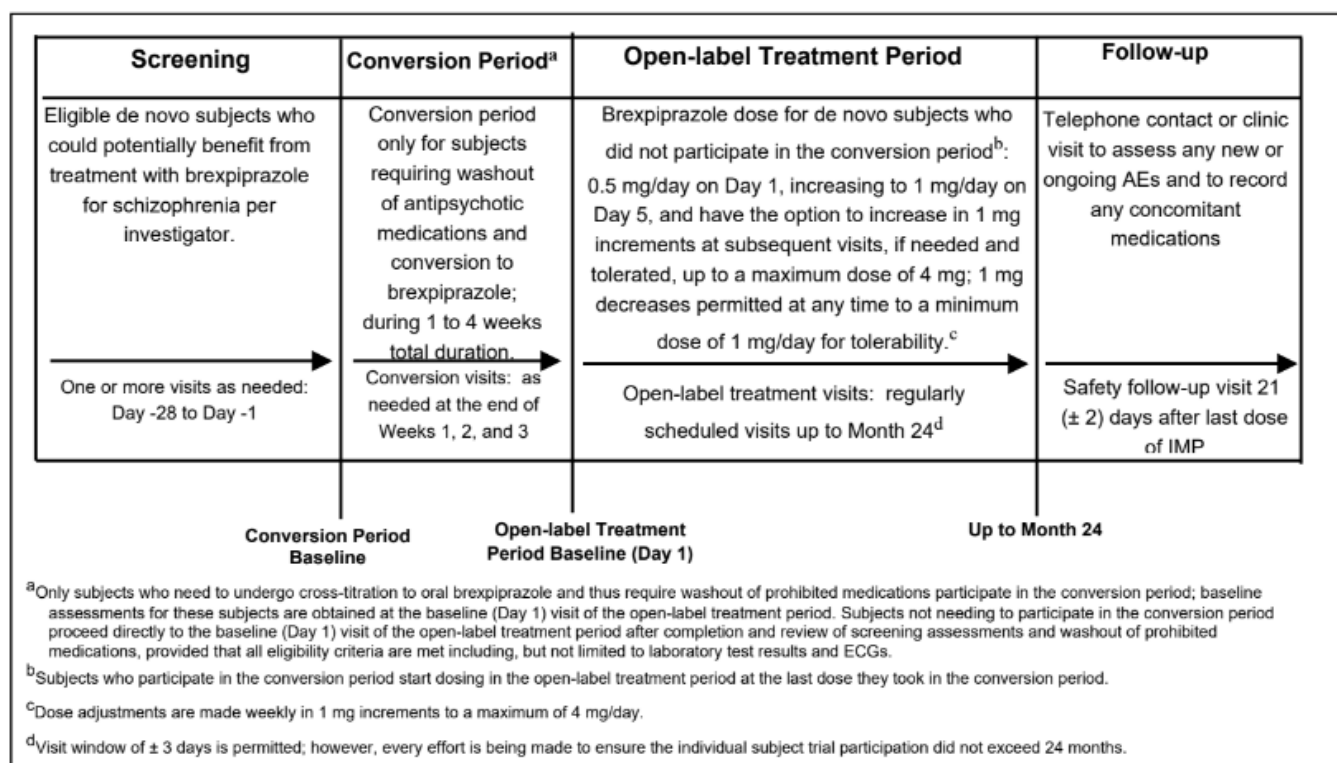 Screening
Eligible de novo subjects who
could potentially benefit from
treatment with brexpiprazole
for schizophrenia per
investigator.
One or more visits as needed:
Day -28 to Day -1
Conversion Periodᵃ
Conversion period
only for subjects
requiring washout
of antipsychotic
medications and
conversion to
brexpiprazole;
during 1 to 4 weeks
total duration.
Conversion visits: as
needed at the end of
Weeks 1, 2, and 3
Open-label Treatment Period
Brexpiprazole dose for de novo subjects who
did not participate in the conversion periodᵇ:
0.5 mg/day on Day 1, increasing to 1 mg/day on
Day 5, and have the option to increase in 1 mg
increments at subsequent visits, if needed and
tolerated, up to a maximum dose of 4 mg; 1 mg
decreases permitted at any time to a minimum
dose of 1 mg/day for tolerability.ᶜ
Open-label treatment visits: regularly
scheduled visits up to Month 24ᵈ
Follow-up
Telephone contact or clinic
visit to assess any new or
ongoing AEs and to record
any concomitant
medications
Safety follow-up visit 21
(± 2) days after last dose
of IMP
Conversion Period
Baseline
Open-label Treatment
Period Baseline (Day 1)
Up to Month 24
ᵃOnly subjects who need to undergo cross-titration to oral brexpiprazole and thus require washout of prohibited medications participate in the conversion period; baseline
assessments for these subjects are obtained at the baseline (Day 1) visit of the open-label treatment period. Subjects not needing to participate in the conversion period
proceed directly to the baseline (Day 1) visit of the open-label treatment period after completion and review of screening assessments and washout of prohibited
medications, provided that all eligibility criteria are met including, but not limited to laboratory test results and ECGs.
ᵇSubjects who participate in the conversion period start dosing in the open-label treatment period at the last dose they took in the conversion period.
ᶜDose adjustments are made weekly in 1 mg increments to a maximum of 4 mg/day.
ᵈVisit window of ± 3 days is permitted; however, every effort is being made to ensure the individual subject trial participation did not exceed 24 months.